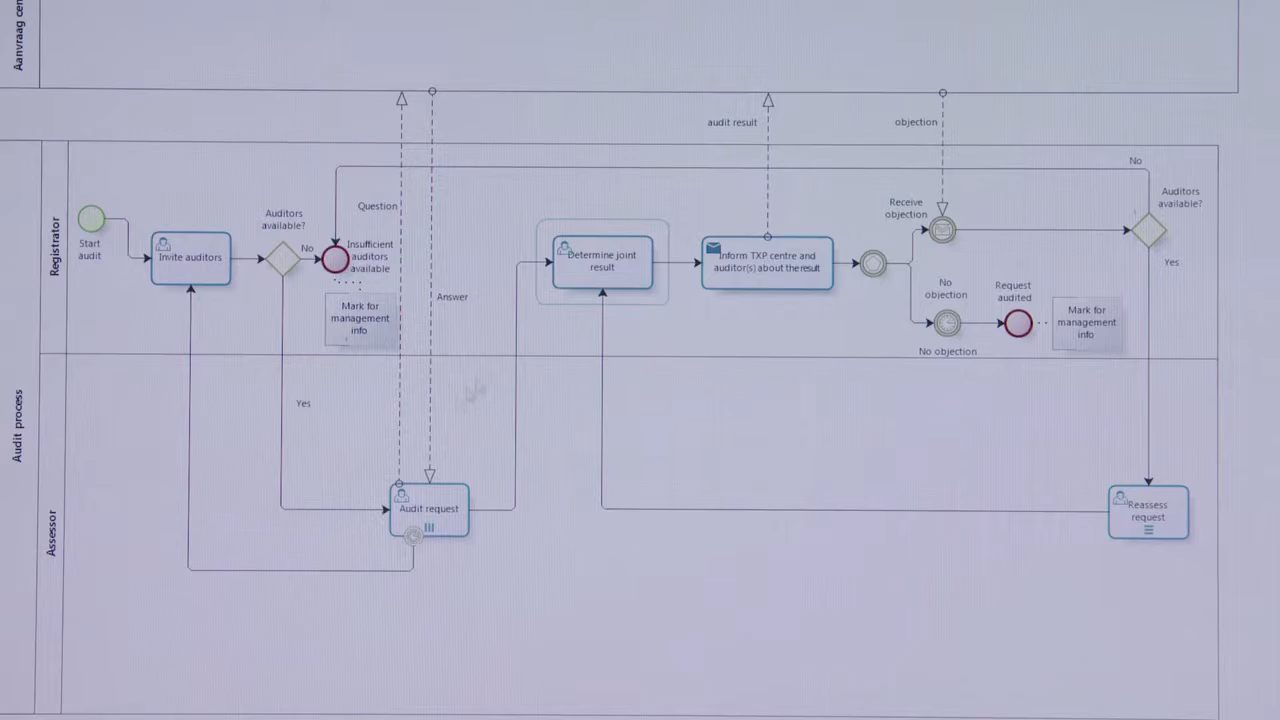 Aanvraag cen
audit result
objection
No
Auditors
available?
Receive
objection
Auditors
available?
Question
Registrator
Start
audit
Invite auditors
No
Insufficient
auditors
available
Determine joint
result
Inform TXP centre and
auditor(s) about the result
Yes
No
objection
Request
audited
Answer
Mark for
management
info
Mark for
management
info
No objection
Audit process
Yes
Assessor
Audit request
Reassess
request